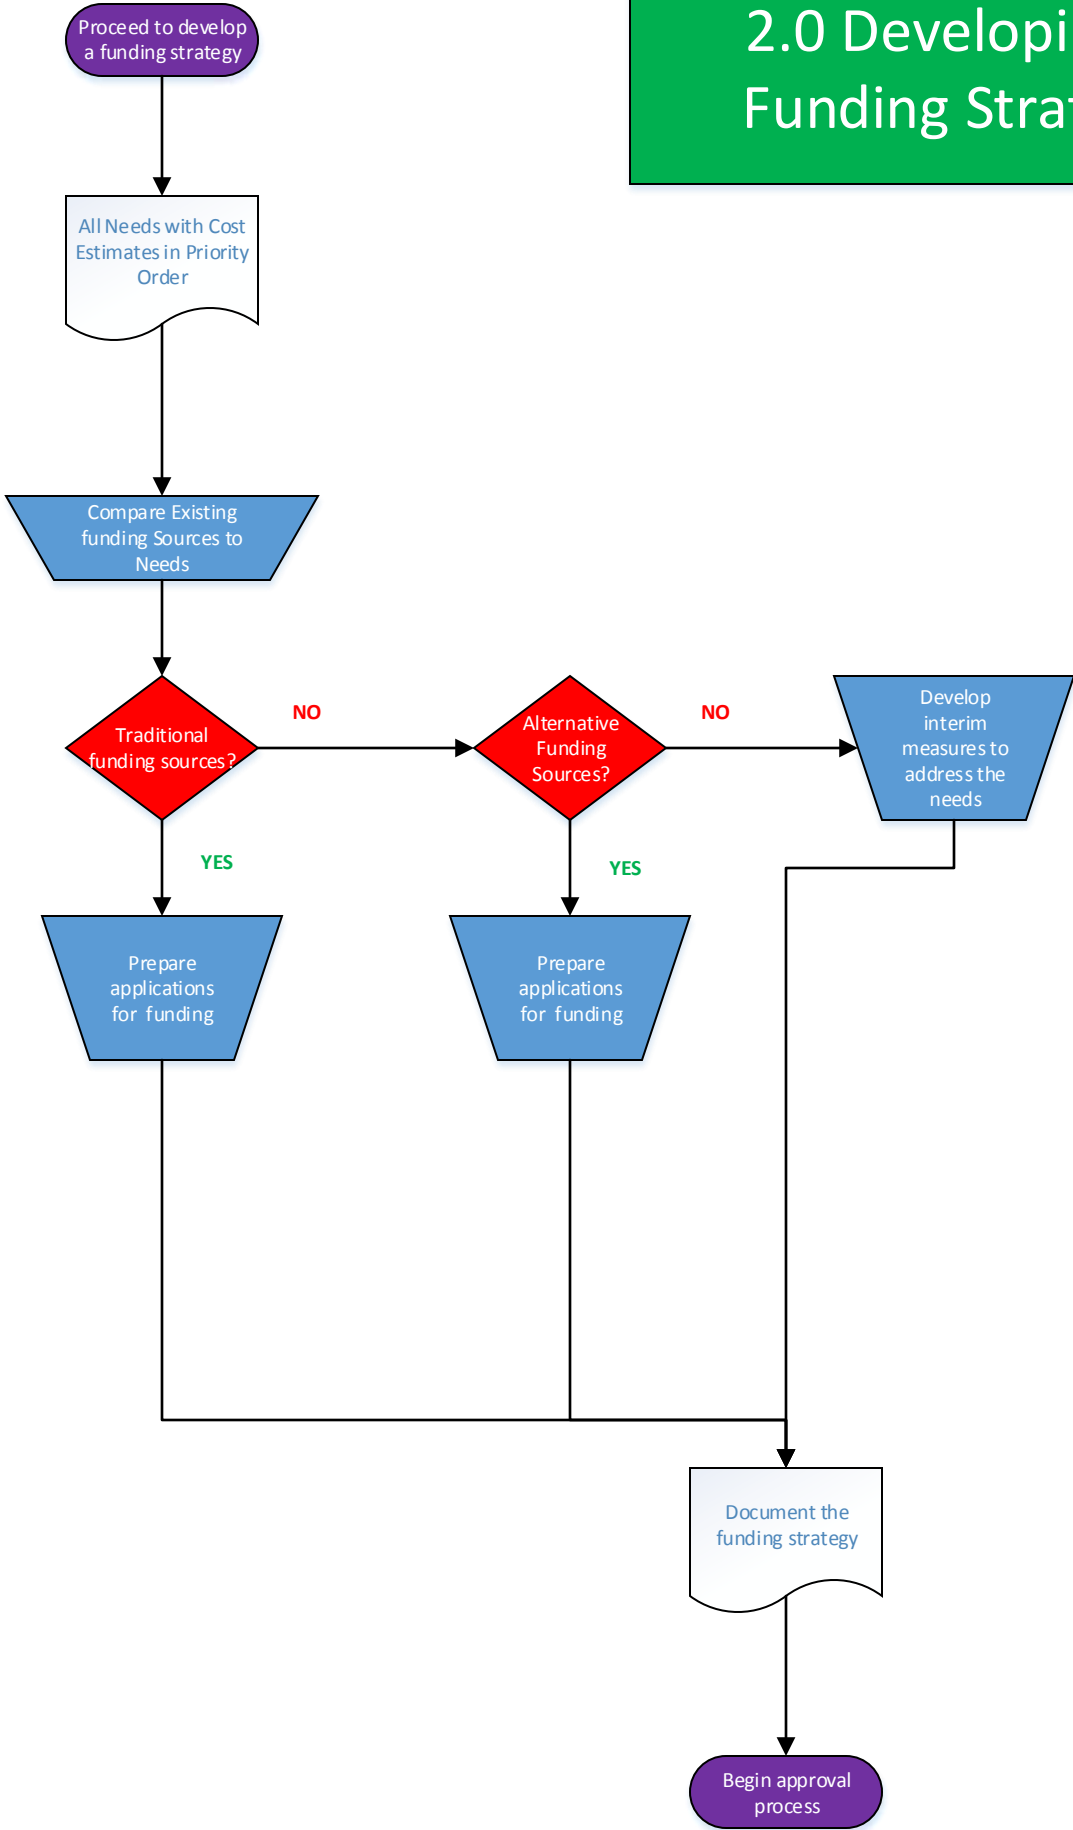 Proceed to develop
a funding strategy
2.0 Developi
Funding Strat
All Needs with Cost
Estimates in Priority
Order
Compare Existing
funding Sources to
Needs
Traditional
funding sources?
NO
Alternative
Funding
Sources?
NO
Develop
interim
measures to
address the
needs
YES
YES
Prepare
applications
for funding
Prepare
applications
for funding
Document the
funding strategy
Begin approval
process